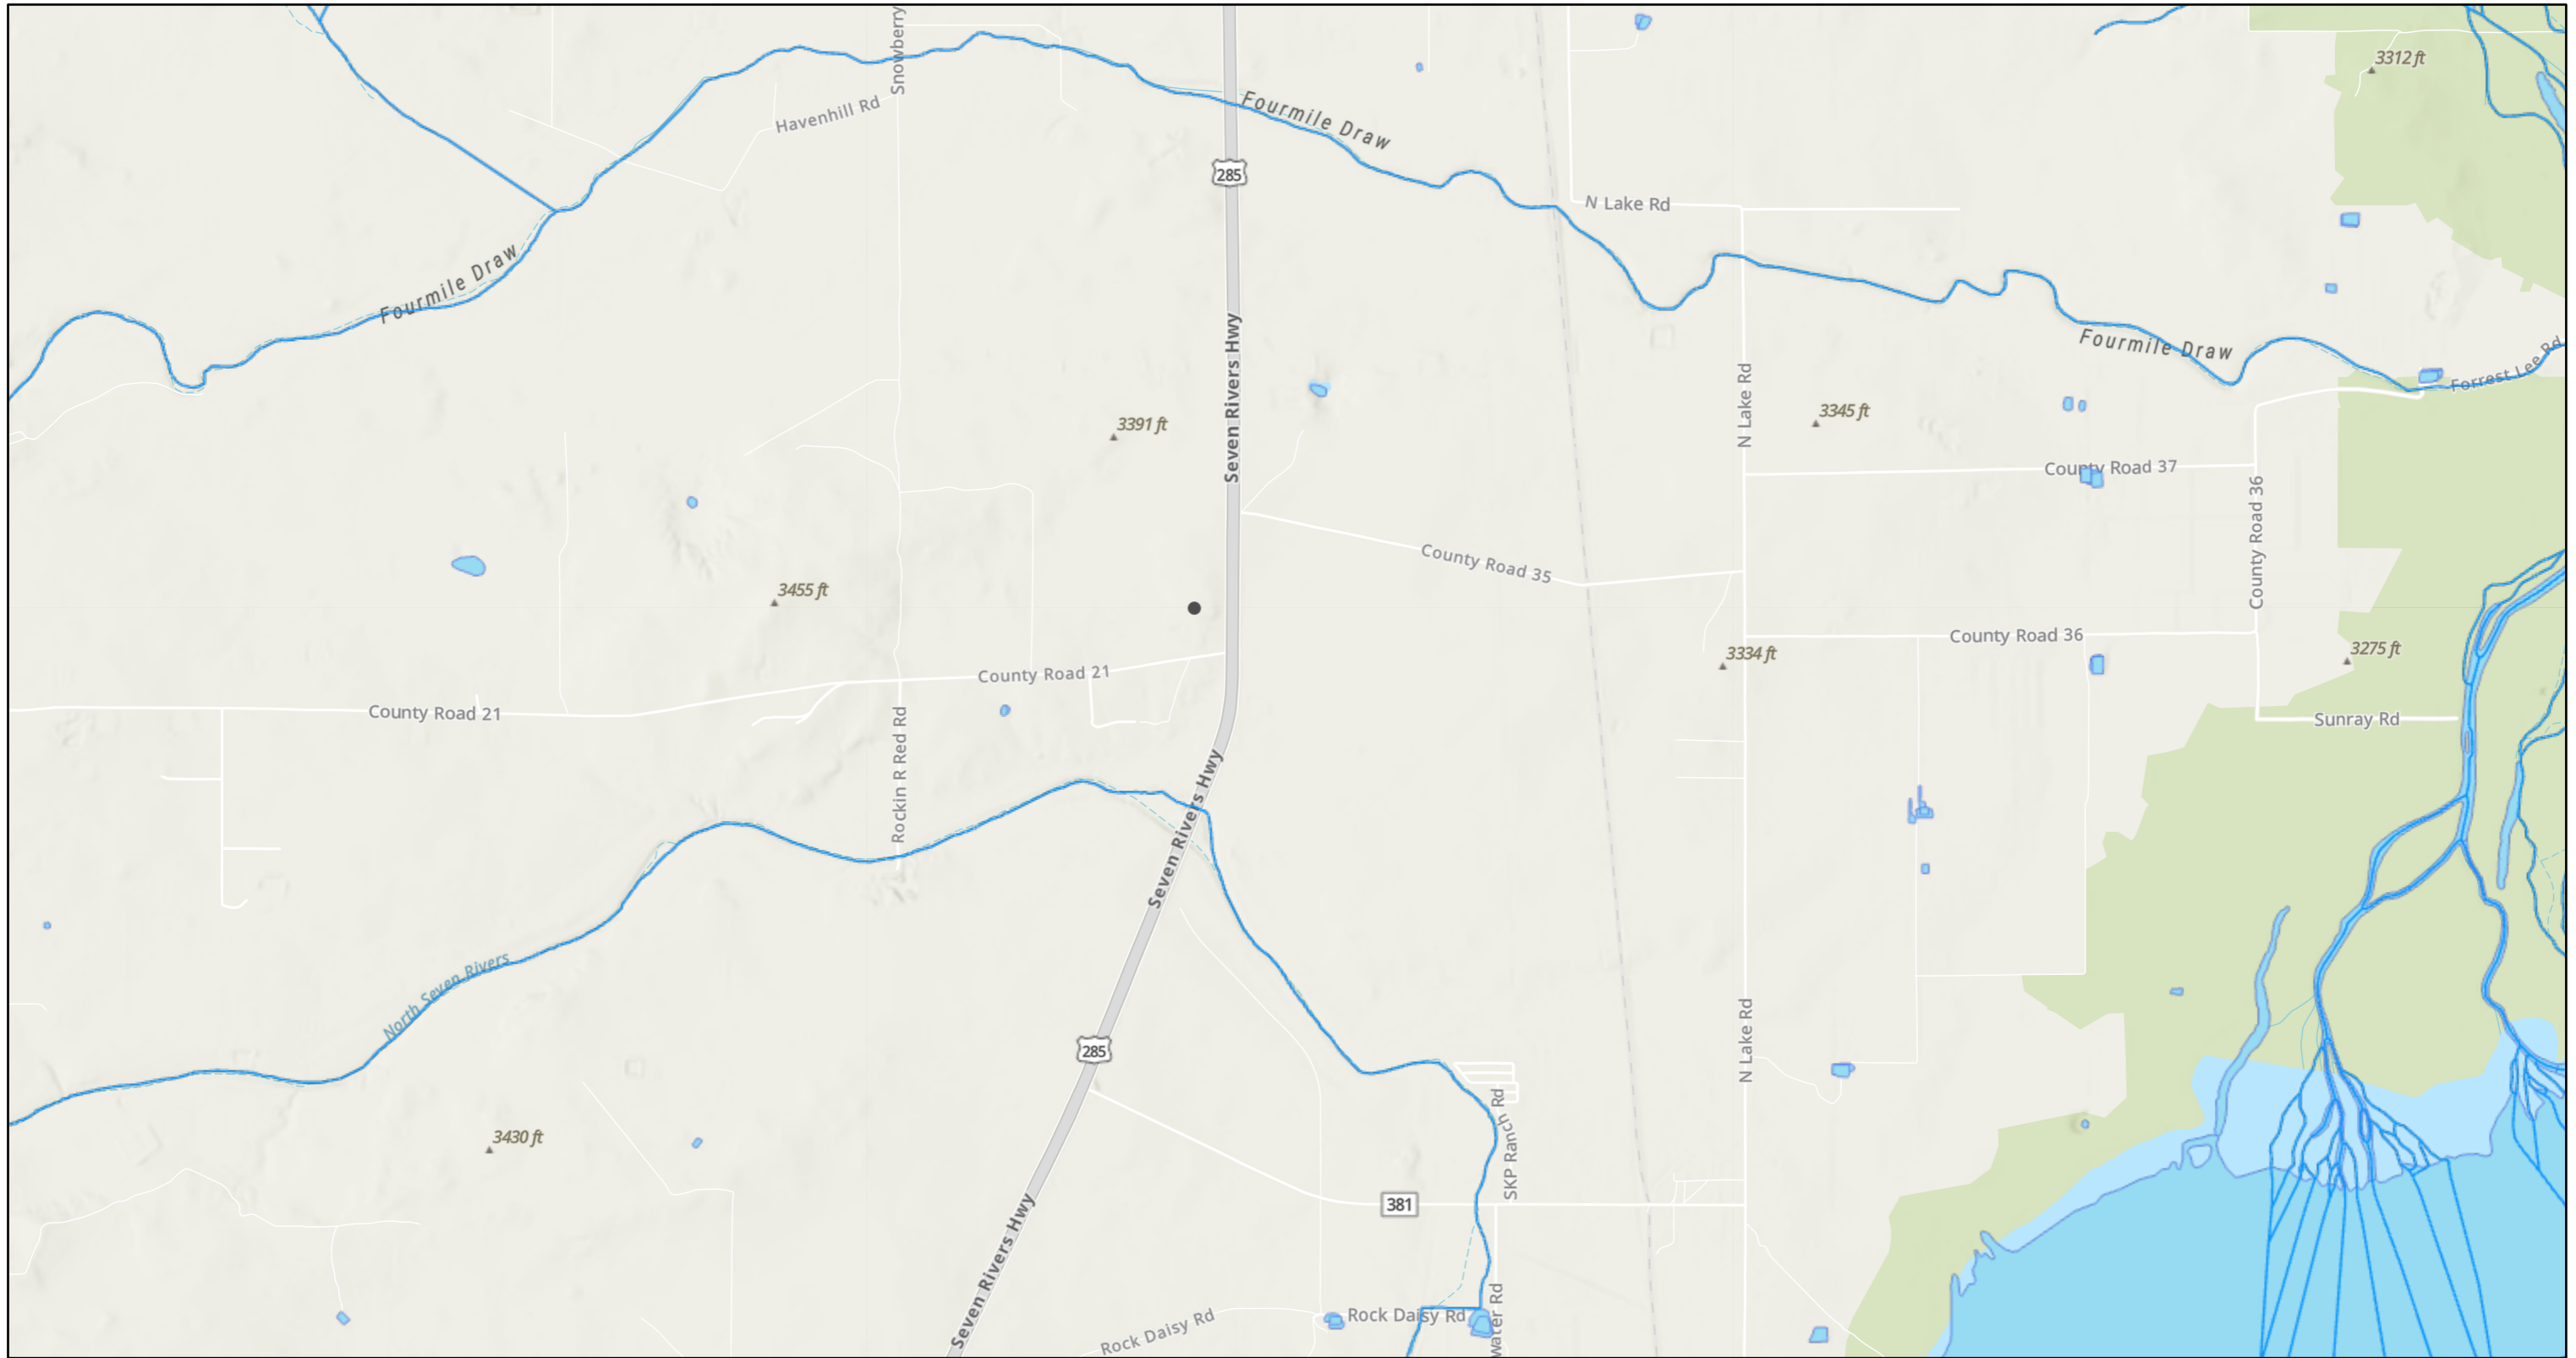 Snowberry
3312 ft
Havenhill Rd
Fourmile Draw
285
N Lake Rd
Fourmile Draw
Fourmile Draw
Forrest Lee Rd
Seven Rivers Hwy
N Lake Rd
3391 ft
3345 ft
County Road 37
County Road 36
County Road 35
3455 ft
County Road 36
3334 ft
3275 ft
County Road 21
County Road 21
Sunray Rd
Rockin R Red Rd
Seven Rivers Hwy
North Seven Rivers
N Lake Rd
285
SKP Ranch Rd
3430 ft
381
Seven Rivers Hwy
Rock Daisy Rd
Rock Daisy Rd
water Rd